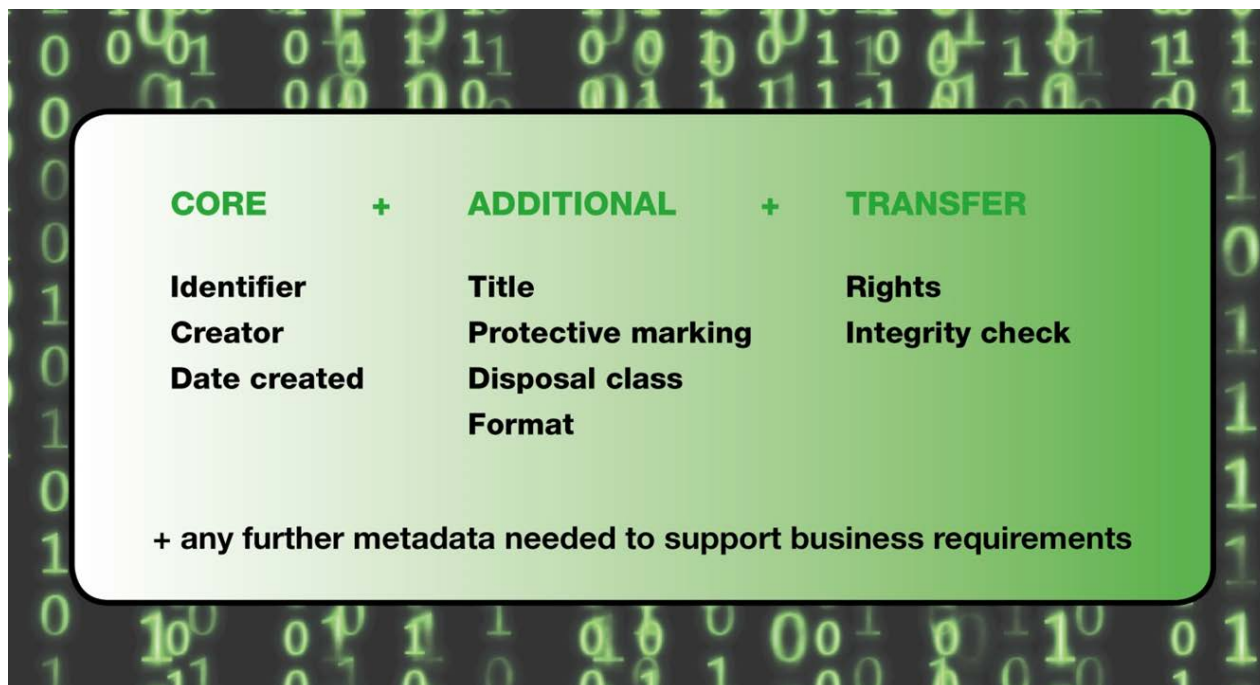 CORE + ADDITIONAL + TRANSFER
Identifier Title Rights
Creator Protective marking Integrity check
Date created Disposal class
Format
+ any further metadata needed to support business requirements